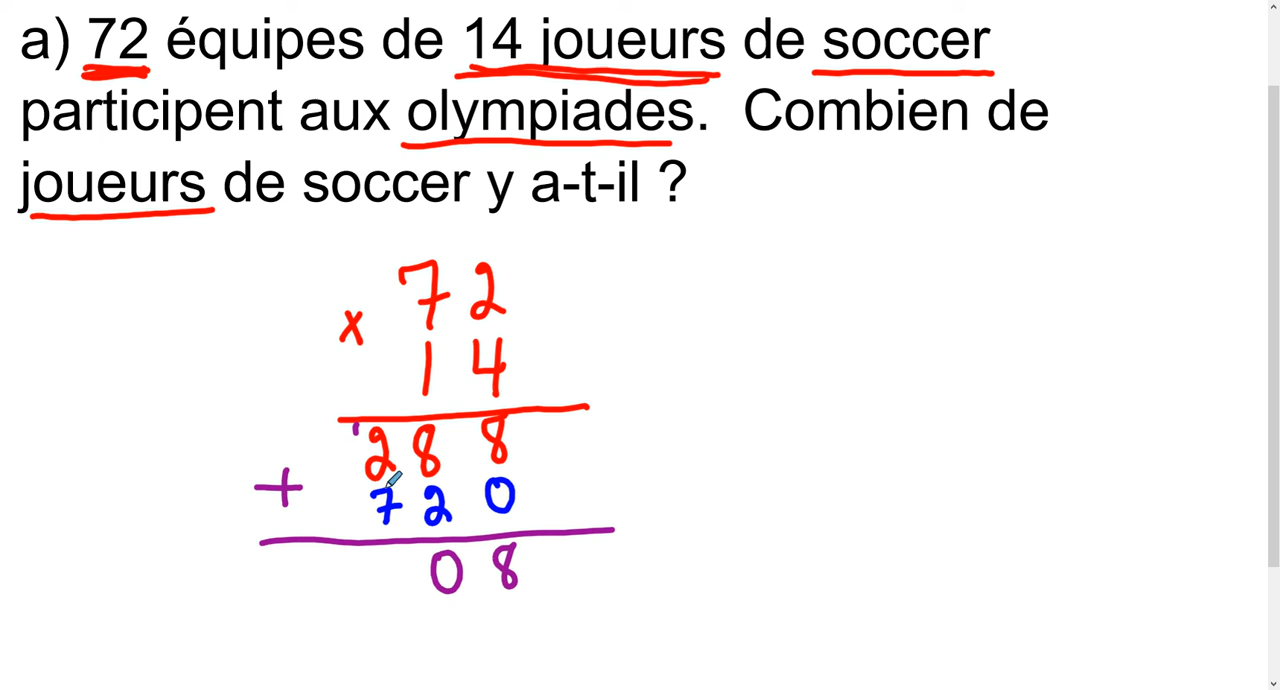 a) 72 équipes de 14 joueurs de soccer
participent aux olympiades. Combien de
joueurs de soccer y a-t-il ?
72
x
14
288
+ 720
08